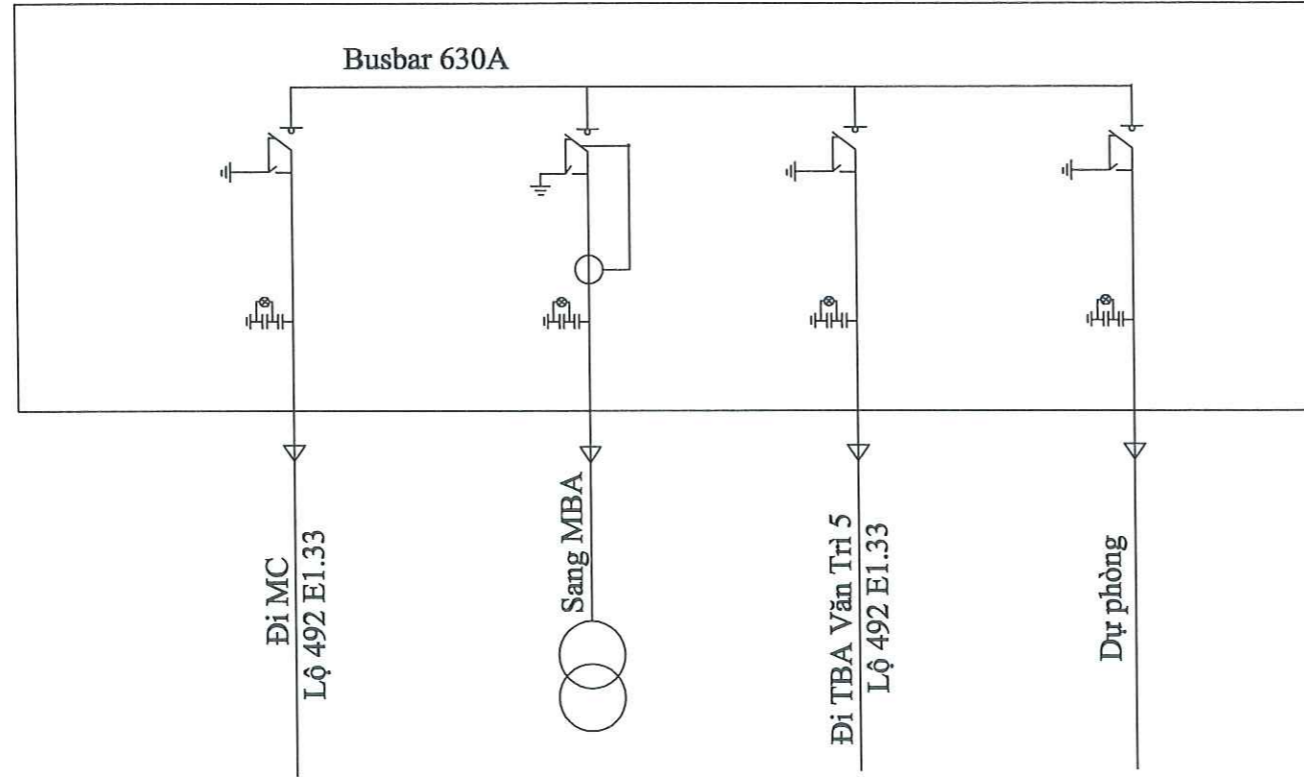 Busbar 630A
Đi MC
Lộ 492 E1.33
Sang MBA
Đi TBA Văn Trì 5
Lộ 492 E1.33
Dự phòng